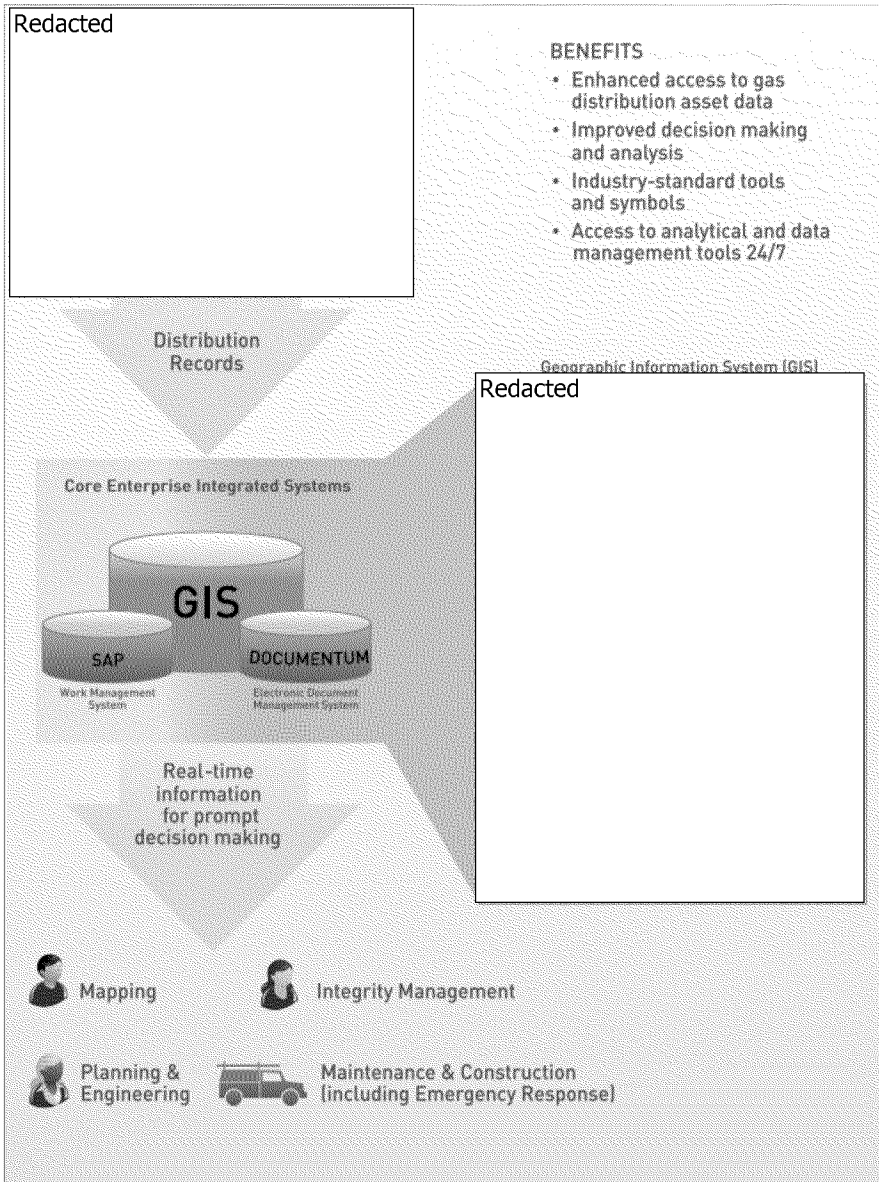 Redacted
BENEFITS
• Enhanced access to gas
distribution asset data
• Improved decision making
and analysis
• Industry-standard tools
and symbols
• Access to analytical and data
management tools 24/7
Distribution
Records
Geographic Information System (GIS)
Redacted
Core Enterprise Integrated Systems
GIS
SAP
DOCUMENTUM
Work Management
System
Electronic Document
Management System
Real-time
information
for prompt
decision making
Mapping
Integrity Management
Planning &
Engineering
Maintenance & Construction
(including Emergency Response)